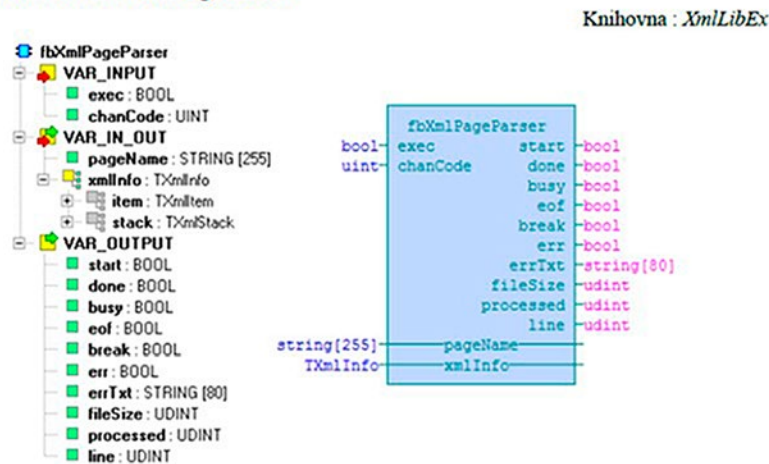 Knihovna : XmlLibEx
fbXmlPageParser
VAR_INPUT
exec : BOOL
chanCode : UINT
VAR_IN_OUT
pageName : STRING [255]
xmlInfo : TXmlInfo
item : TXmlItem
stack : TXmlStack
VAR_OUTPUT
start : BOOL
done : BOOL
busy : BOOL
eof : BOOL
break : BOOL
err : BOOL
errTxt : STRING [80]
fileSize : UDINT
processed : UDINT
line : UDINT
fbXmlPageParser
bool exec start bool
uint chanCode done bool
busy bool
eof bool
break bool
err bool
errTxt string[80]
fileSize udint
processed udint
line udint
string[255] pageName
TXmlInfo xmlInfo